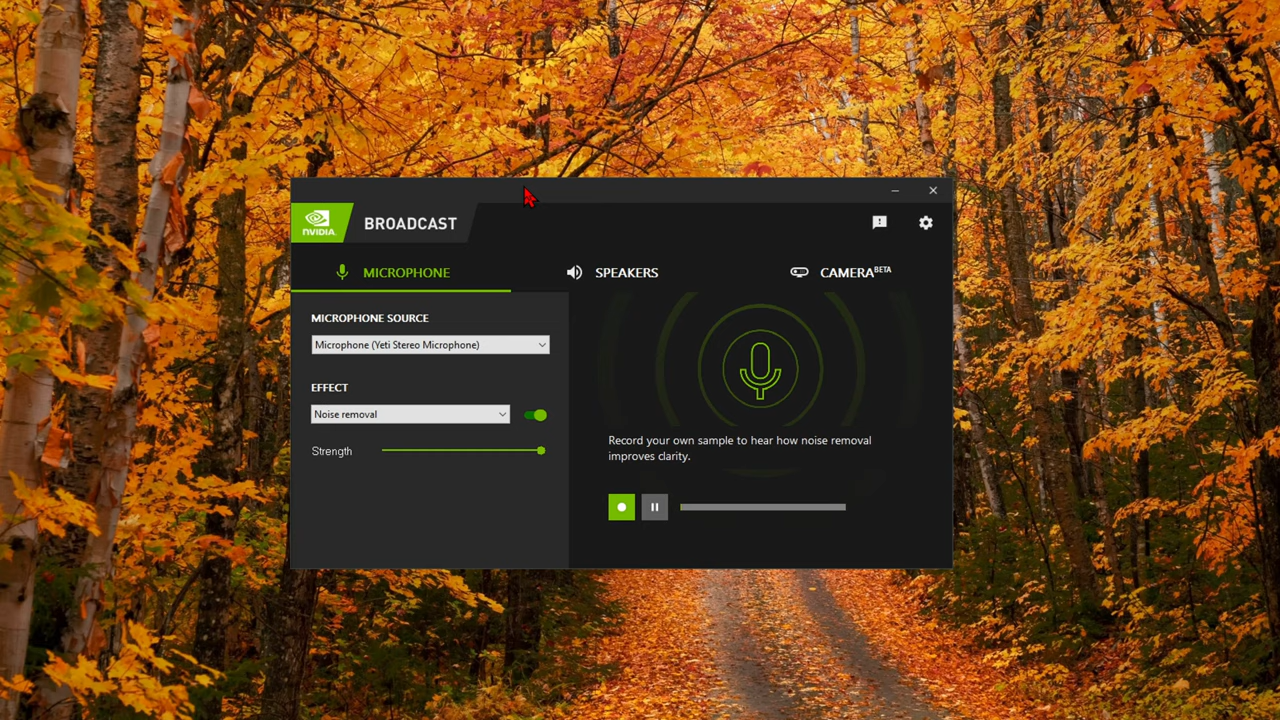 NVIDIA
BROADCAST
MICROPHONE
SPEAKERS
CAMERA BETA
MICROPHONE SOURCE
Microphone (Yeti Stereo Microphone)
EFFECT
Noise removal
Strength
Record your own sample to hear how noise removal
improves clarity.